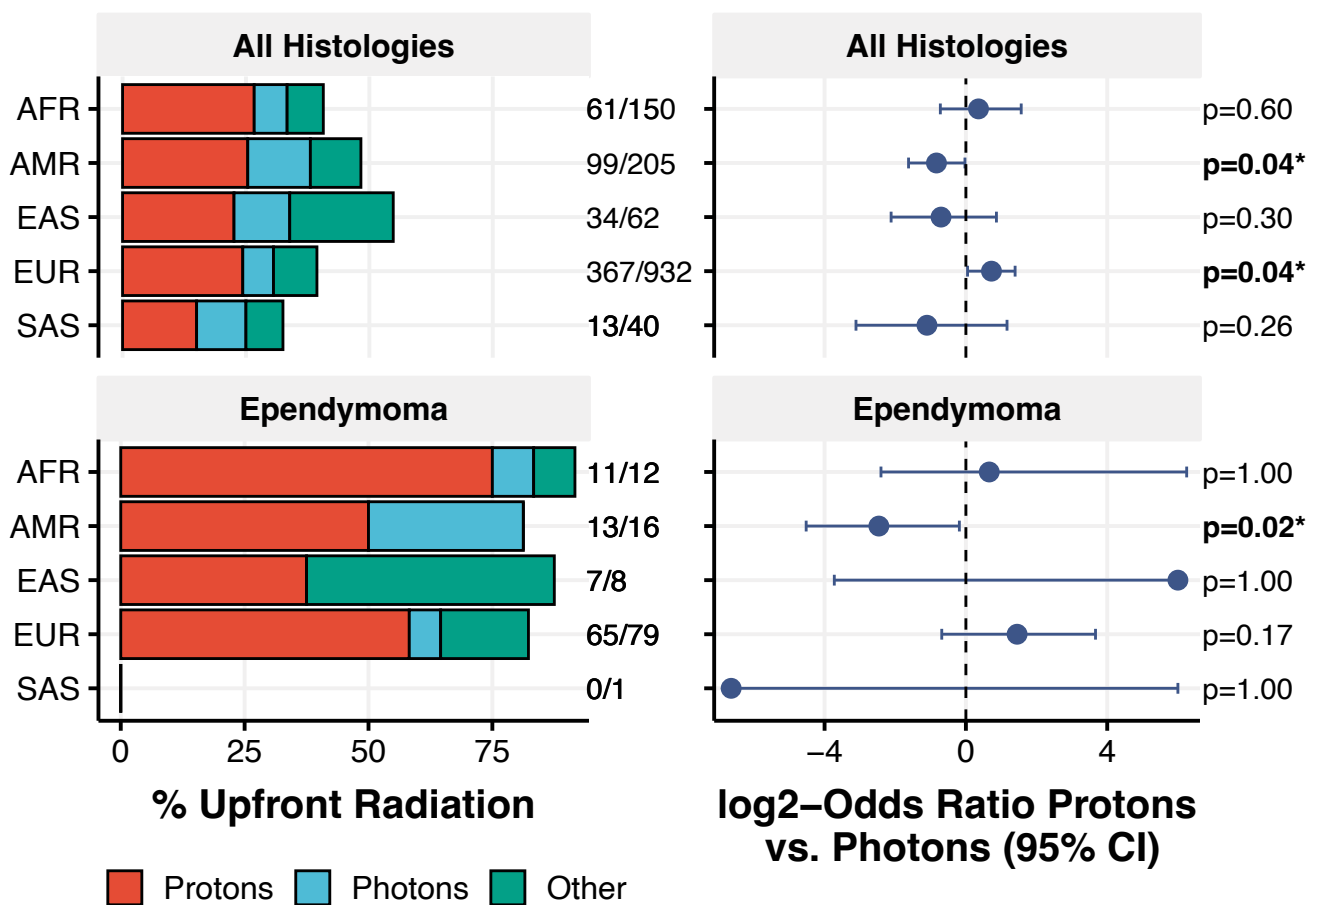 All Histologies
All Histologies
AFR
61/150
p=0.60
AMR
99/205
p=0.04*
EAS
34/62
p=0.30
EUR
367/932
p=0.04*
SAS
13/40
p=0.26
Ependymoma
Ependymoma
AFR
11/12
p=1.00
AMR
13/16
p=0.02*
EAS
7/8
p=1.00
EUR
65/79
p=0.17
SAS
0/1
p=1.00
0 25 50 75
−4 0 4
% Upfront Radiation
log2−Odds Ratio Protons
vs. Photons (95% CI)
Protons Photons Other